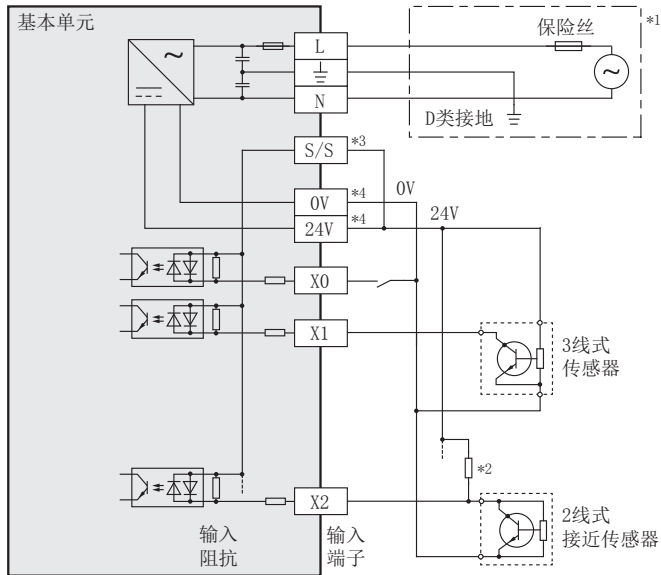 基本单元
保险丝
*1
L
N
D类接地
S/S
*3
0V
*4
0V
24V
*4
24V
X0
X1
3线式
传感器
*2
X2
2线式
接近传感器
输入
阻抗
输入
端子